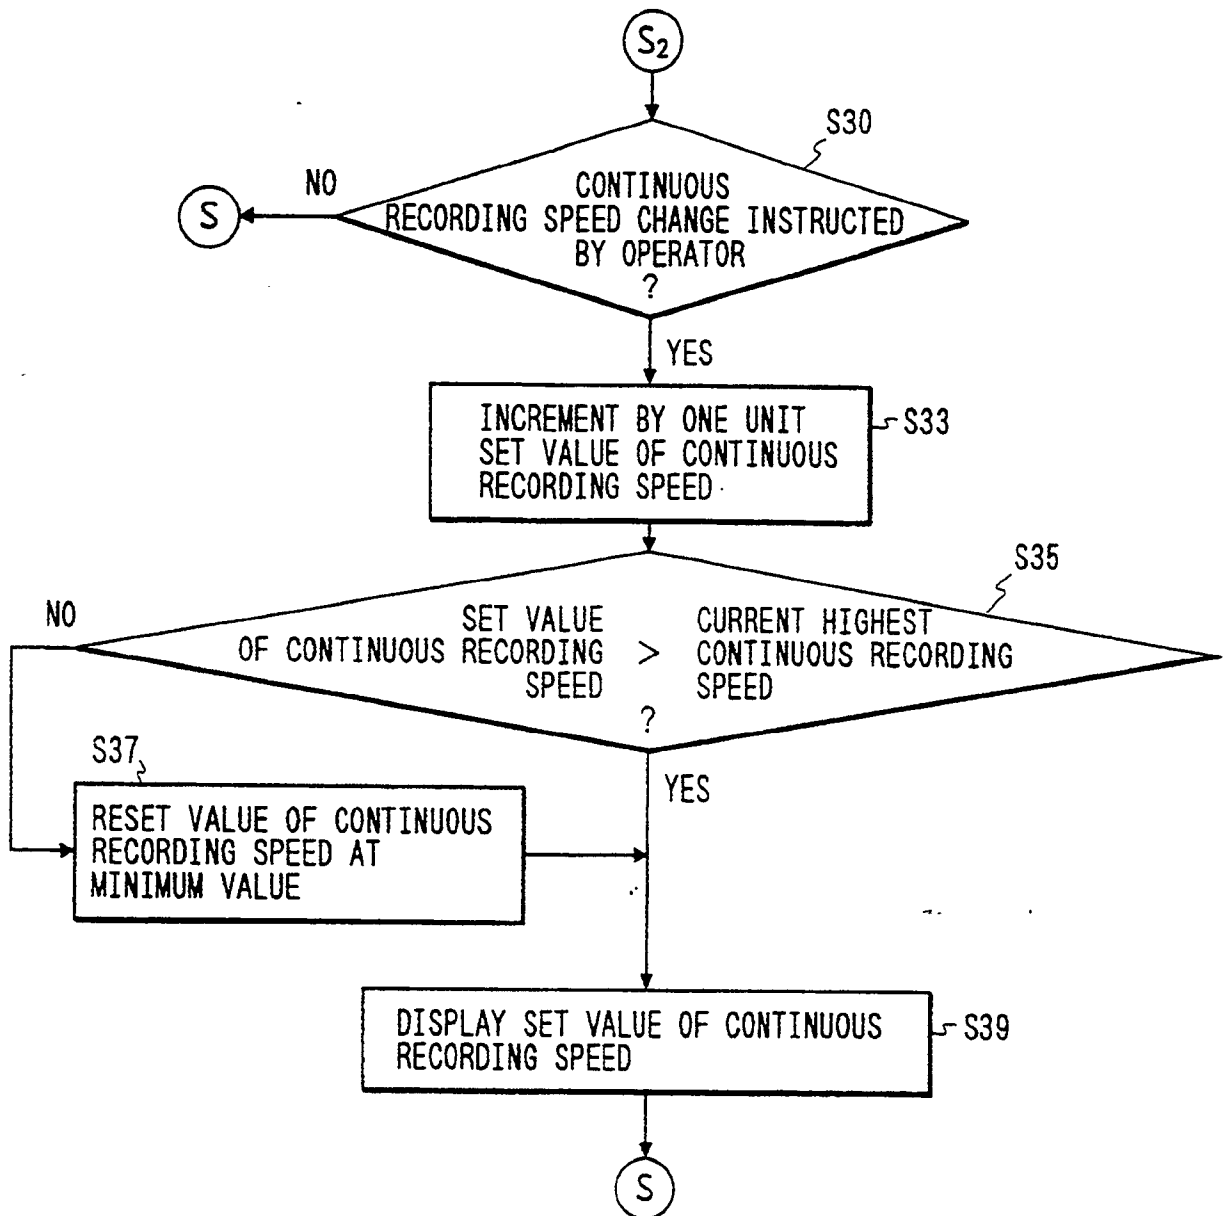 S2
S30
NO
S
CONTINUOUS
RECORDING SPEED CHANGE INSTRUCTED
BY OPERATOR
?
YES
INCREMENT BY ONE UNIT
SET VALUE OF CONTINUOUS
RECORDING SPEED
S33
S35
NO
SET VALUE
OF CONTINUOUS RECORDING
SPEED
>
CURRENT HIGHEST
CONTINUOUS RECORDING
SPEED
?
YES
S37
RESET VALUE OF CONTINUOUS
RECORDING SPEED AT
MINIMUM VALUE
DISPLAY SET VALUE OF CONTINUOUS
RECORDING SPEED
S39
S